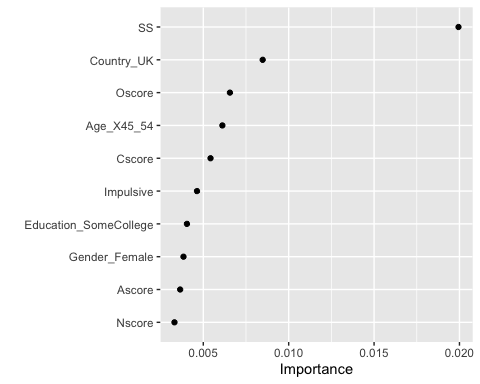 SS
Country_UK
Oscore
Age_X45_54
Cscore
Impulsive
Education_SomeCollege
Gender_Female
Ascore
Nscore
0.005 0.010 0.015 0.020
Importance